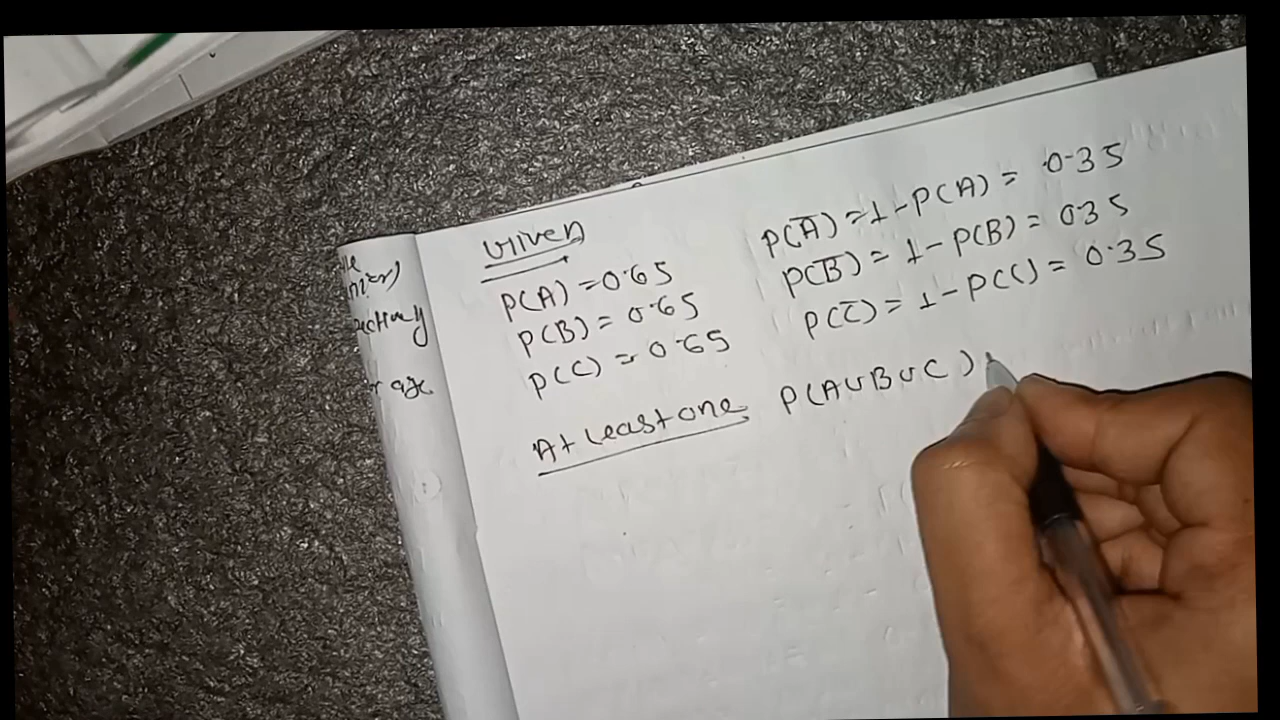 Given
P(A) = 0.65
P(B) = 0.65
P(C) = 0.65
P(A̅) = 1 - P(A) = 0.35
P(B̅) = 1 - P(B) = 0.35
P(C̅) = 1 - P(C) = 0.35
At Least one, P(A∪B∪C)